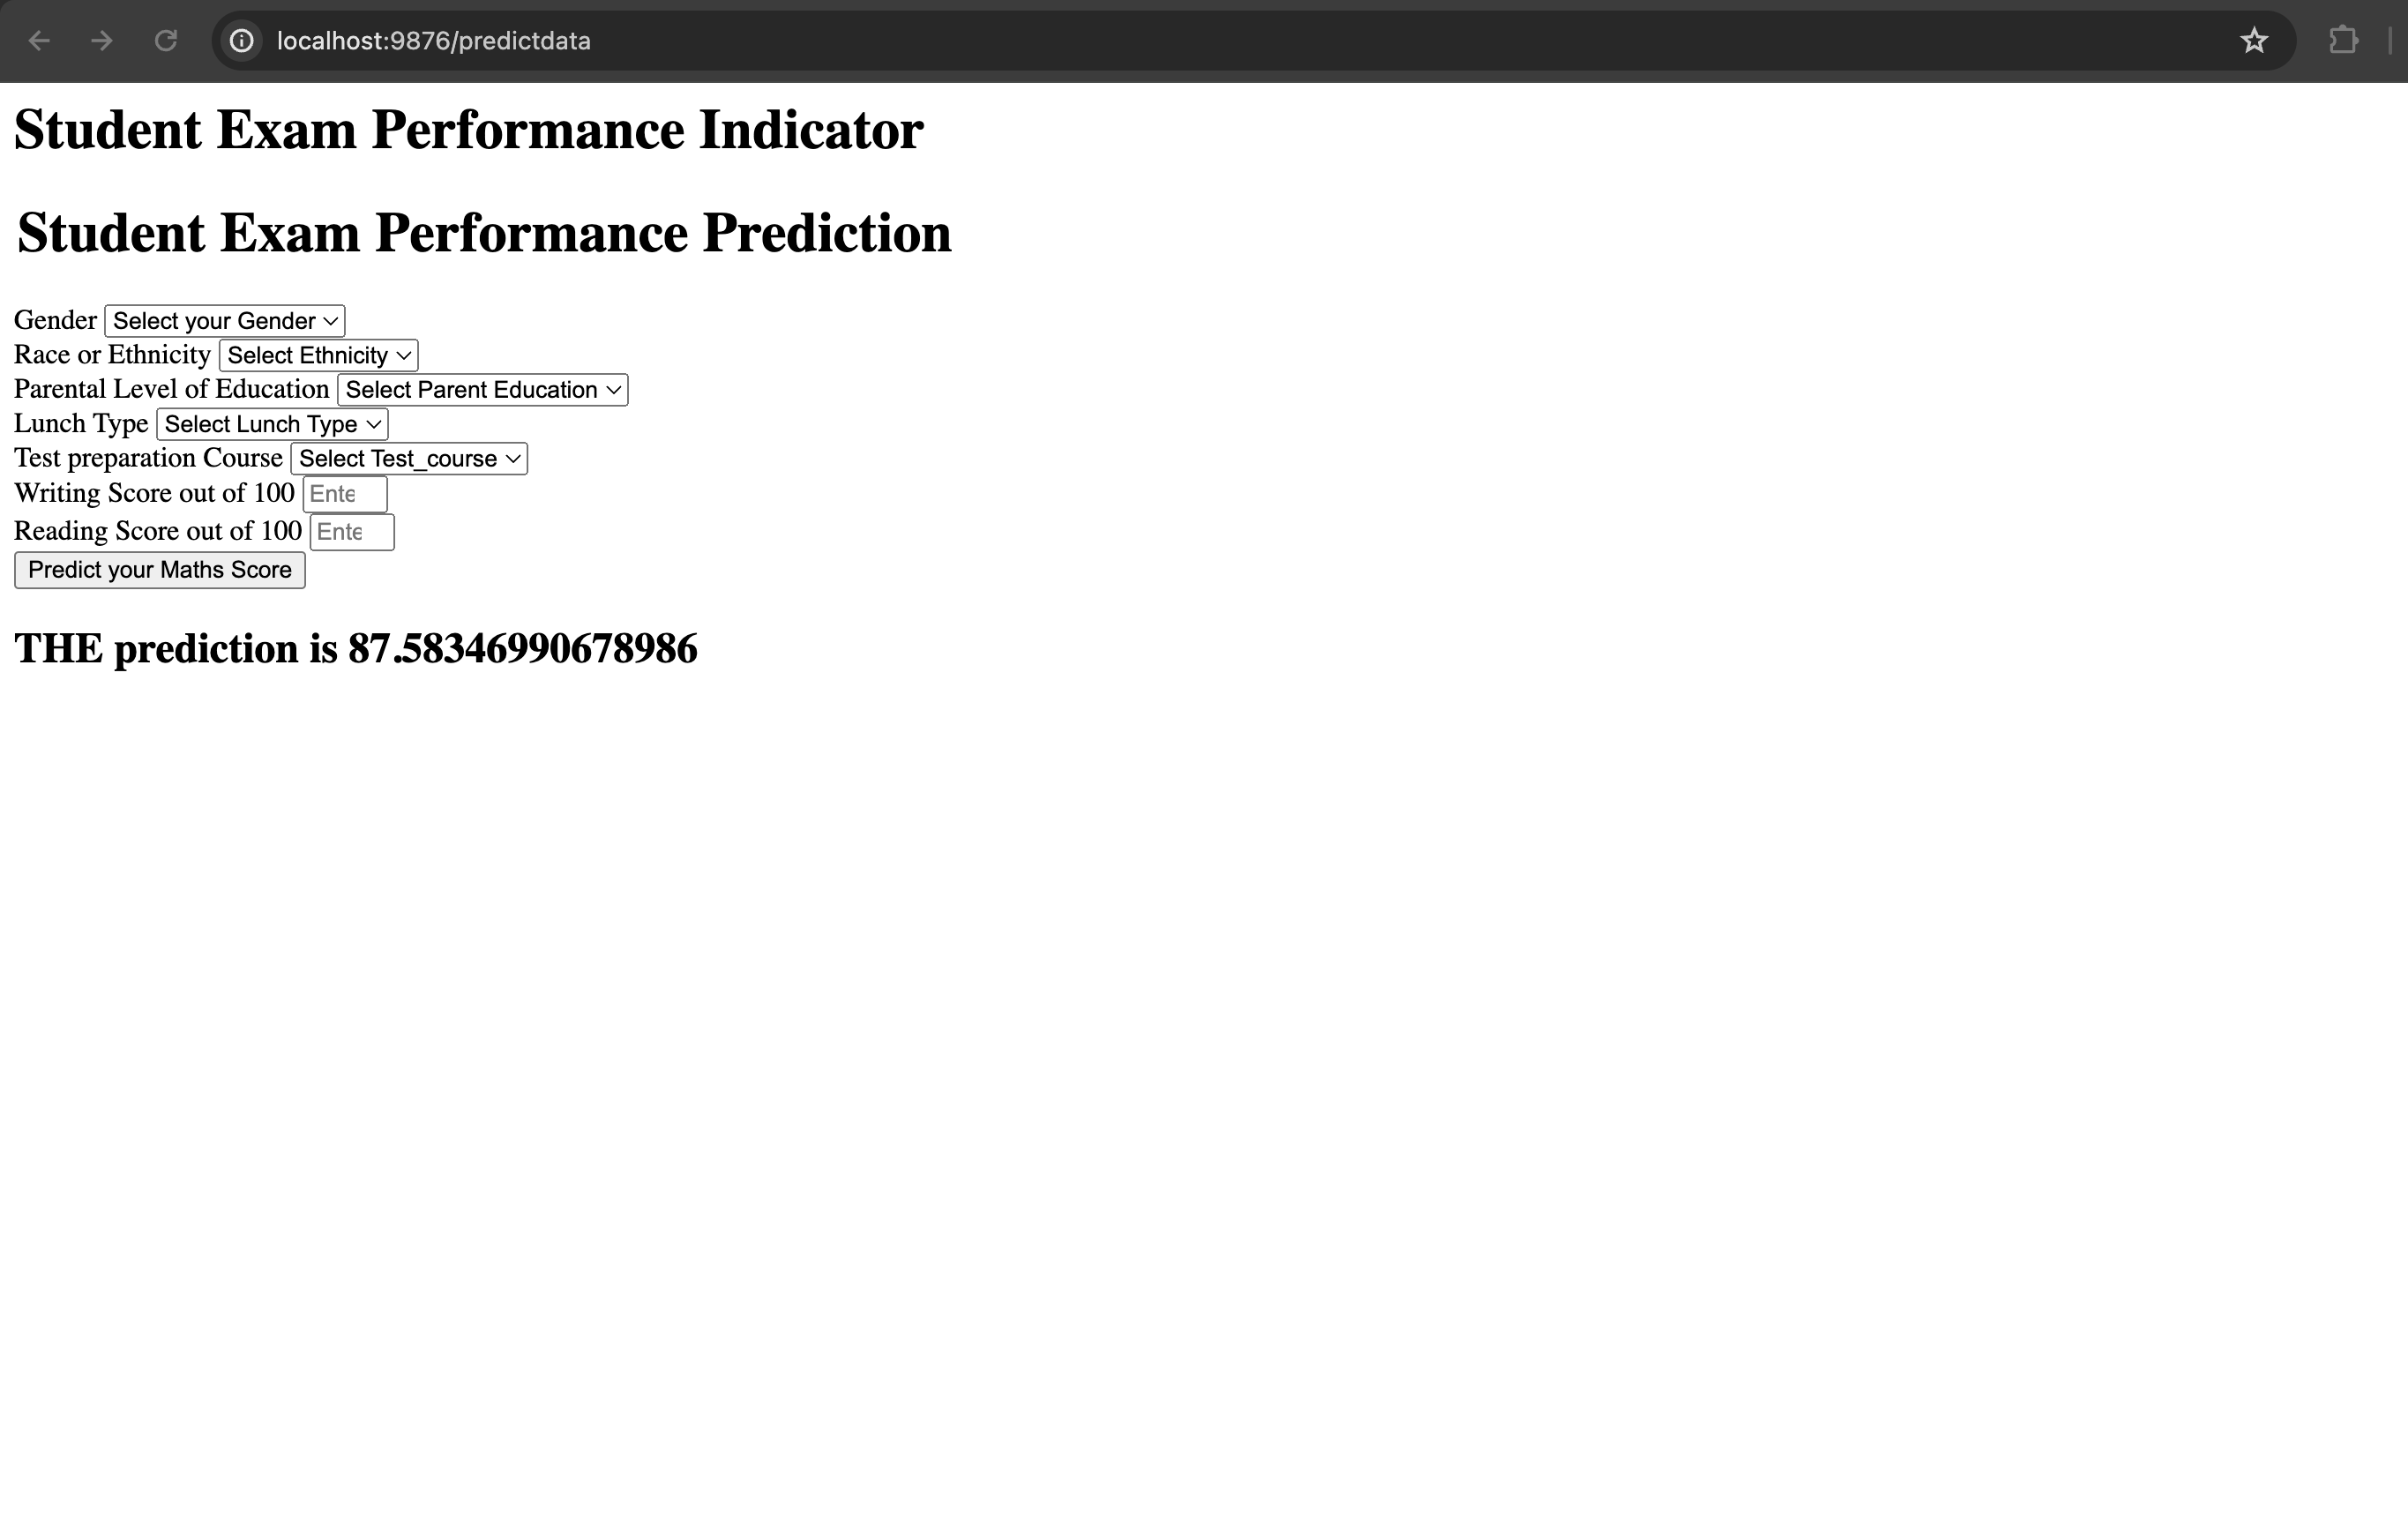 localhost:9876/predictdata
Student Exam Performance Indicator
Student Exam Performance Prediction
Gender Select your Gender
Race or Ethnicity Select Ethnicity
Parental Level of Education Select Parent Education
Lunch Type Select Lunch Type
Test preparation Course Select Test_course
Writing Score out of 100 Ente
Reading Score out of 100 Ente
Predict your Maths Score
THE prediction is 87.58346990678986